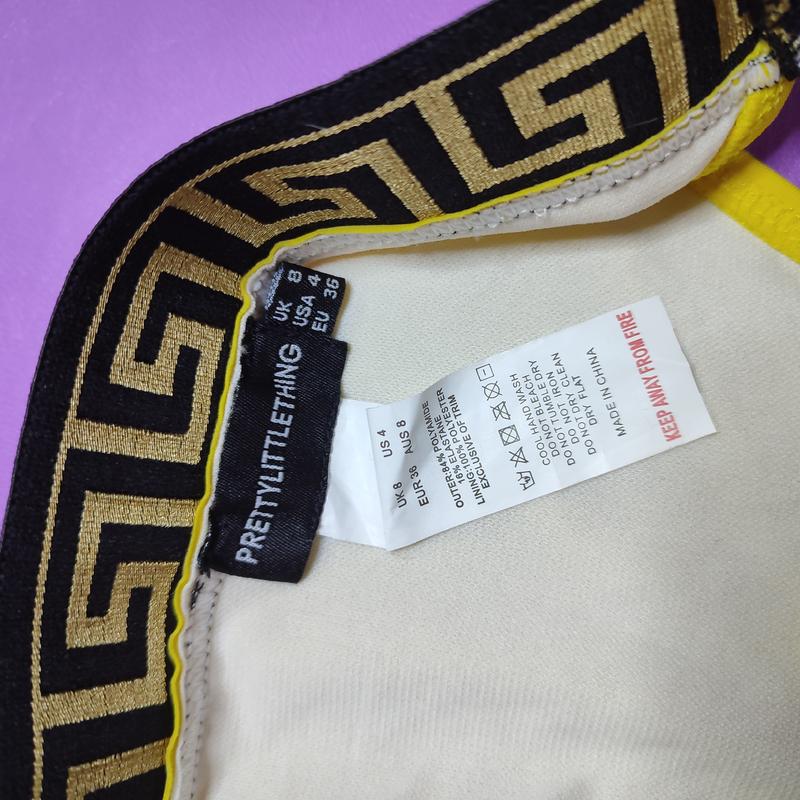 UK 8
USA 4
EU 36
PRETTYLITTLETHING
UK 8 US 4
EUR 36 AUS 8
OUTER:84% POLYAMIDE
16% ELASTANE
LINING:100% POLYESTER
EXCLUSIVE OF TRIM
COOL HAND WASH
DO NOT BLEACH
DO NOT TUMBLE DRY
DO NOT IRON
DO NOT DRY CLEAN
DO DRY FLAT
MADE IN CHINA
KEEP AWAY FROM FIRE